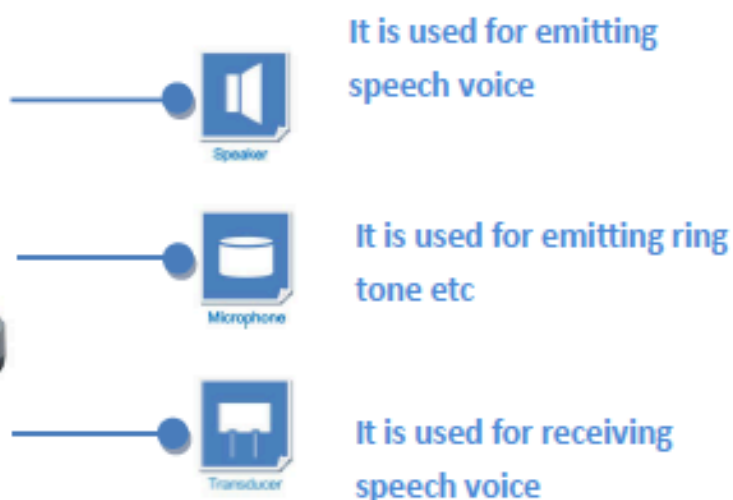 It is used for emitting
speech voice
Speaker
It is used for emitting ring
tone etc
Microphone
It is used for receiving
speech voice
Transducer